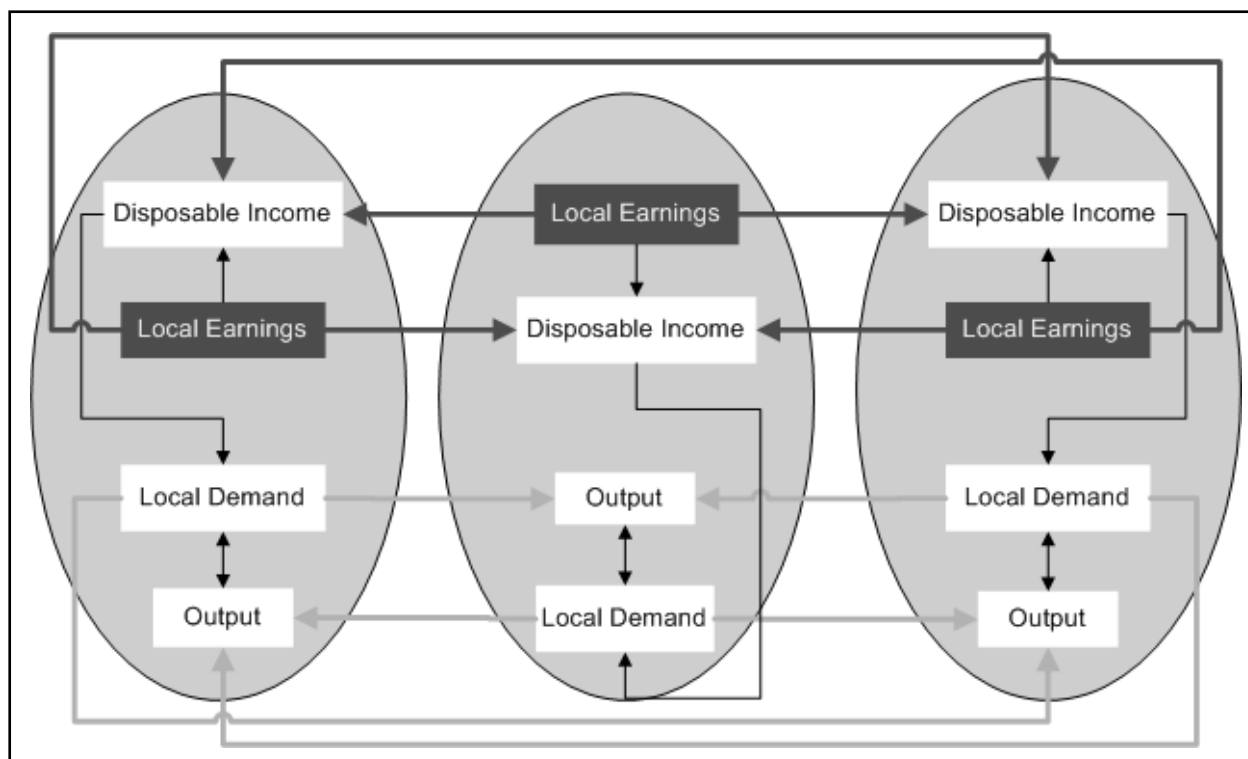 Disposable Income
Local Earnings
Disposable Income
Local Earnings
Disposable Income
Local Earnings
Local Demand
Output
Local Demand
Output
Local Demand
Output